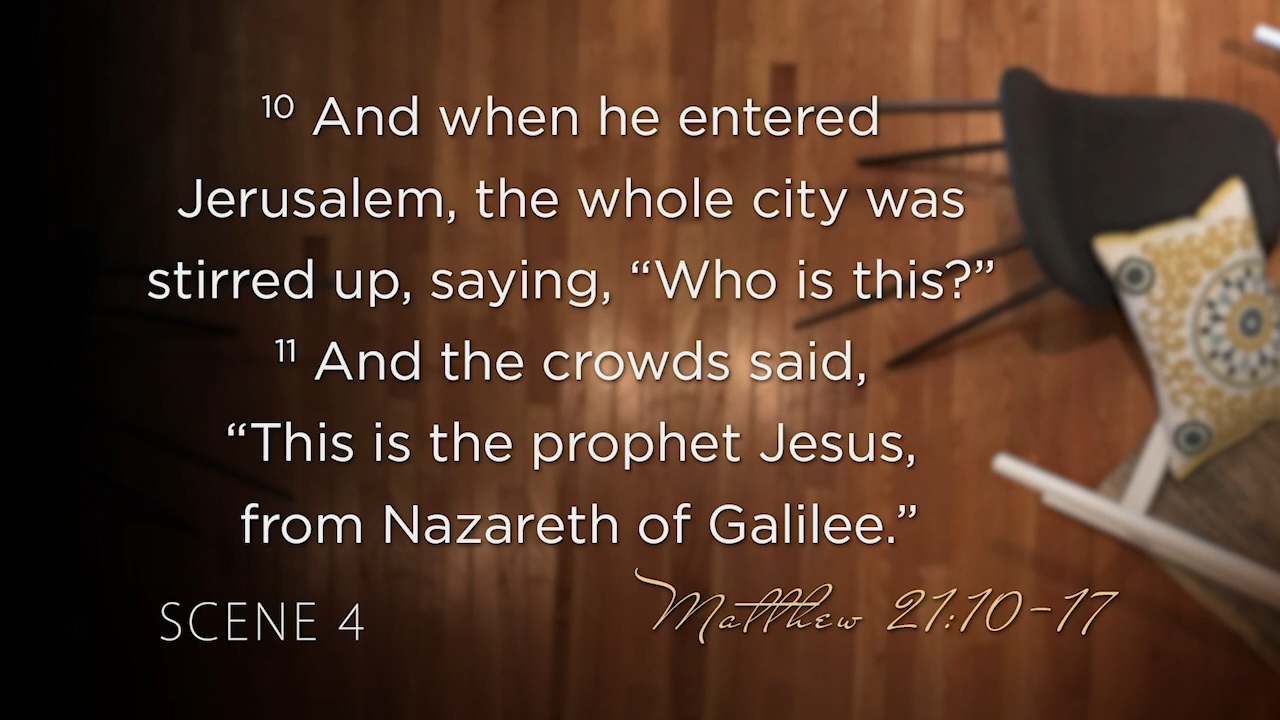 10 And when he entered
Jerusalem, the whole city was
stirred up, saying, “Who is this?”
11 And the crowds said,
“This is the prophet Jesus,
from Nazareth of Galilee.”
SCENE 4
Matthew 21:10-17